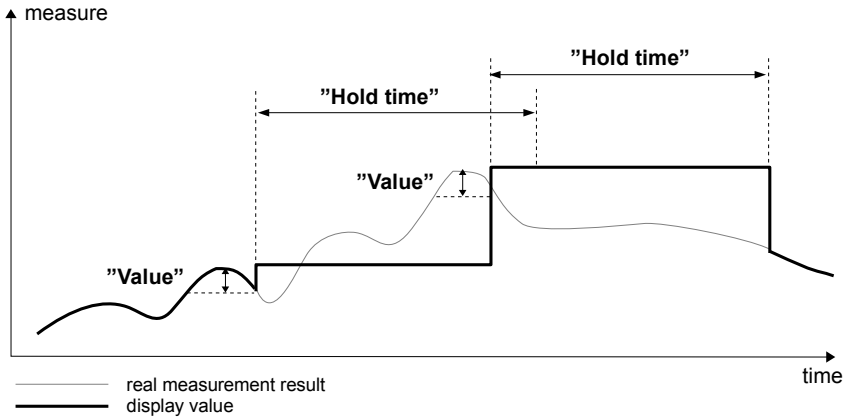 measure
”Hold time”
”Hold time”
”Value”
”Value”
time
real measurement result
display value